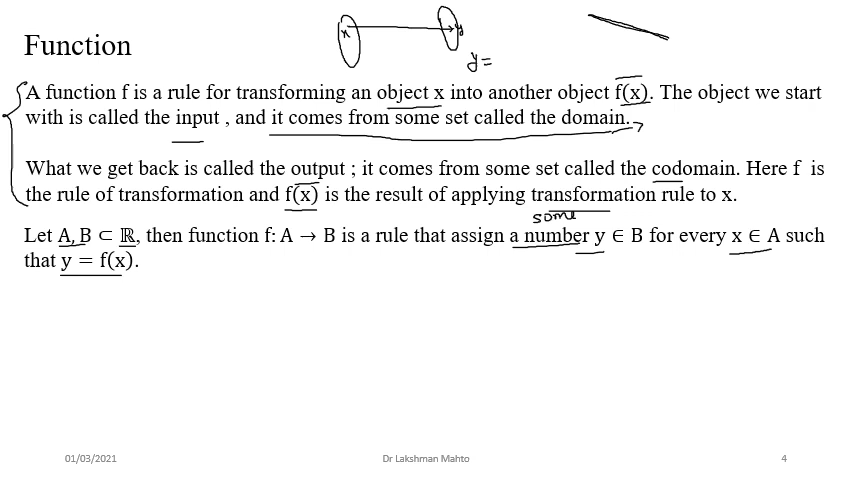 x y
y =
Function
A function f is a rule for transforming an object x into another object f(x). The object we start
with is called the input , and it comes from some set called the domain.
What we get back is called the output ; it comes from some set called the codomain. Here f is
the rule of transformation and f(x) is the result of applying transformation rule to x.
some
Let A, B ⊂ ℝ, then function f: A → B is a rule that assign a number y ∈ B for every x ∈ A such
that y = f(x).
01/03/2021 Dr Lakshman Mahto 4